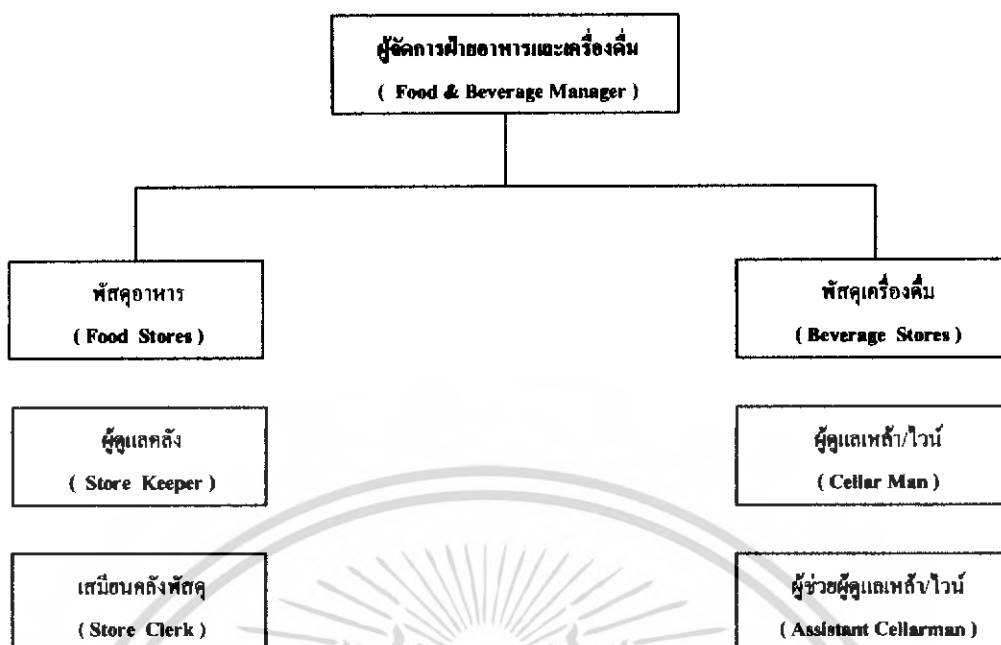 ผู้จัดการฝ่ายอาหารและเครื่องดื่ม
( Food & Beverage Manager )
พัสดุอาหาร
( Food Stores )
พัสดุเครื่องดื่ม
( Beverage Stores )
ผู้ดูแลคลัง
( Store Keeper )
ผู้ดูแลเหล้า/ไวน์
( Cellar Man )
เสมียนคลังพัสดุ
( Store Clerk )
ผู้ช่วยผู้ดูแลเหล้า/ไวน์
( Assistant Cellarman )